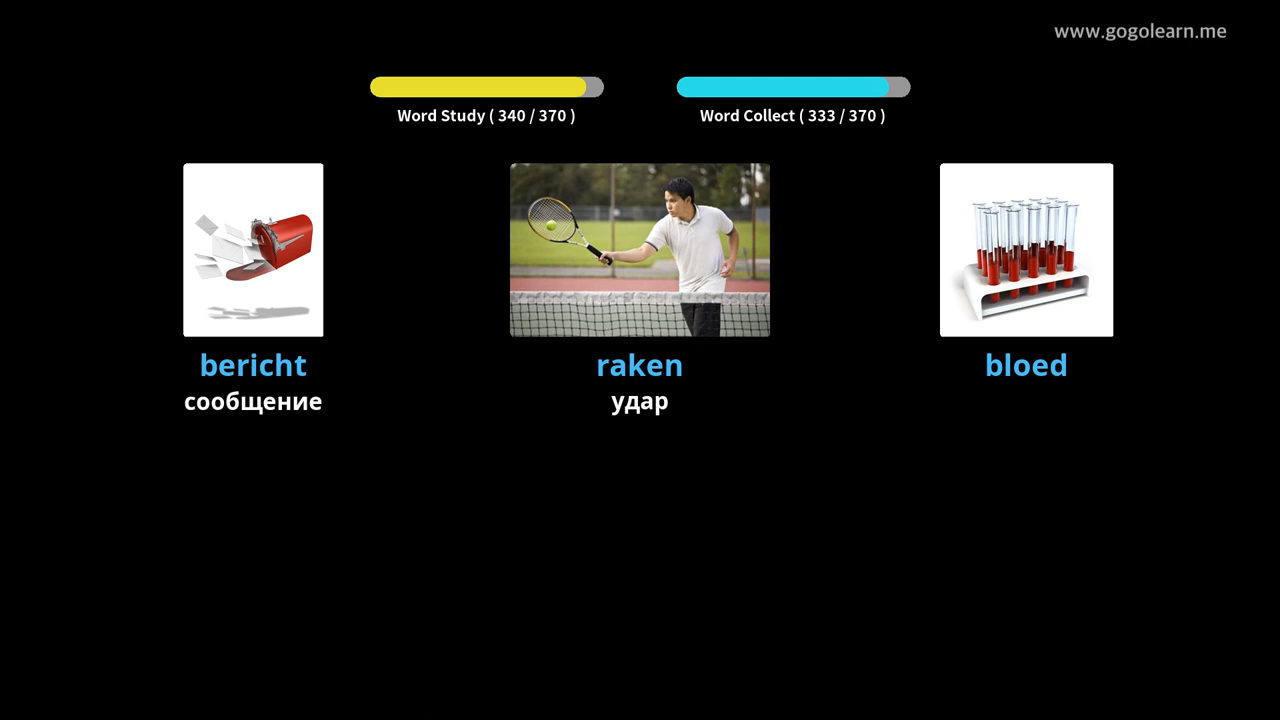 www.gogolearn.me
Word Study ( 340 / 370 )
Word Collect ( 333 / 370 )
bericht
сообщение
raken
удар
bloed